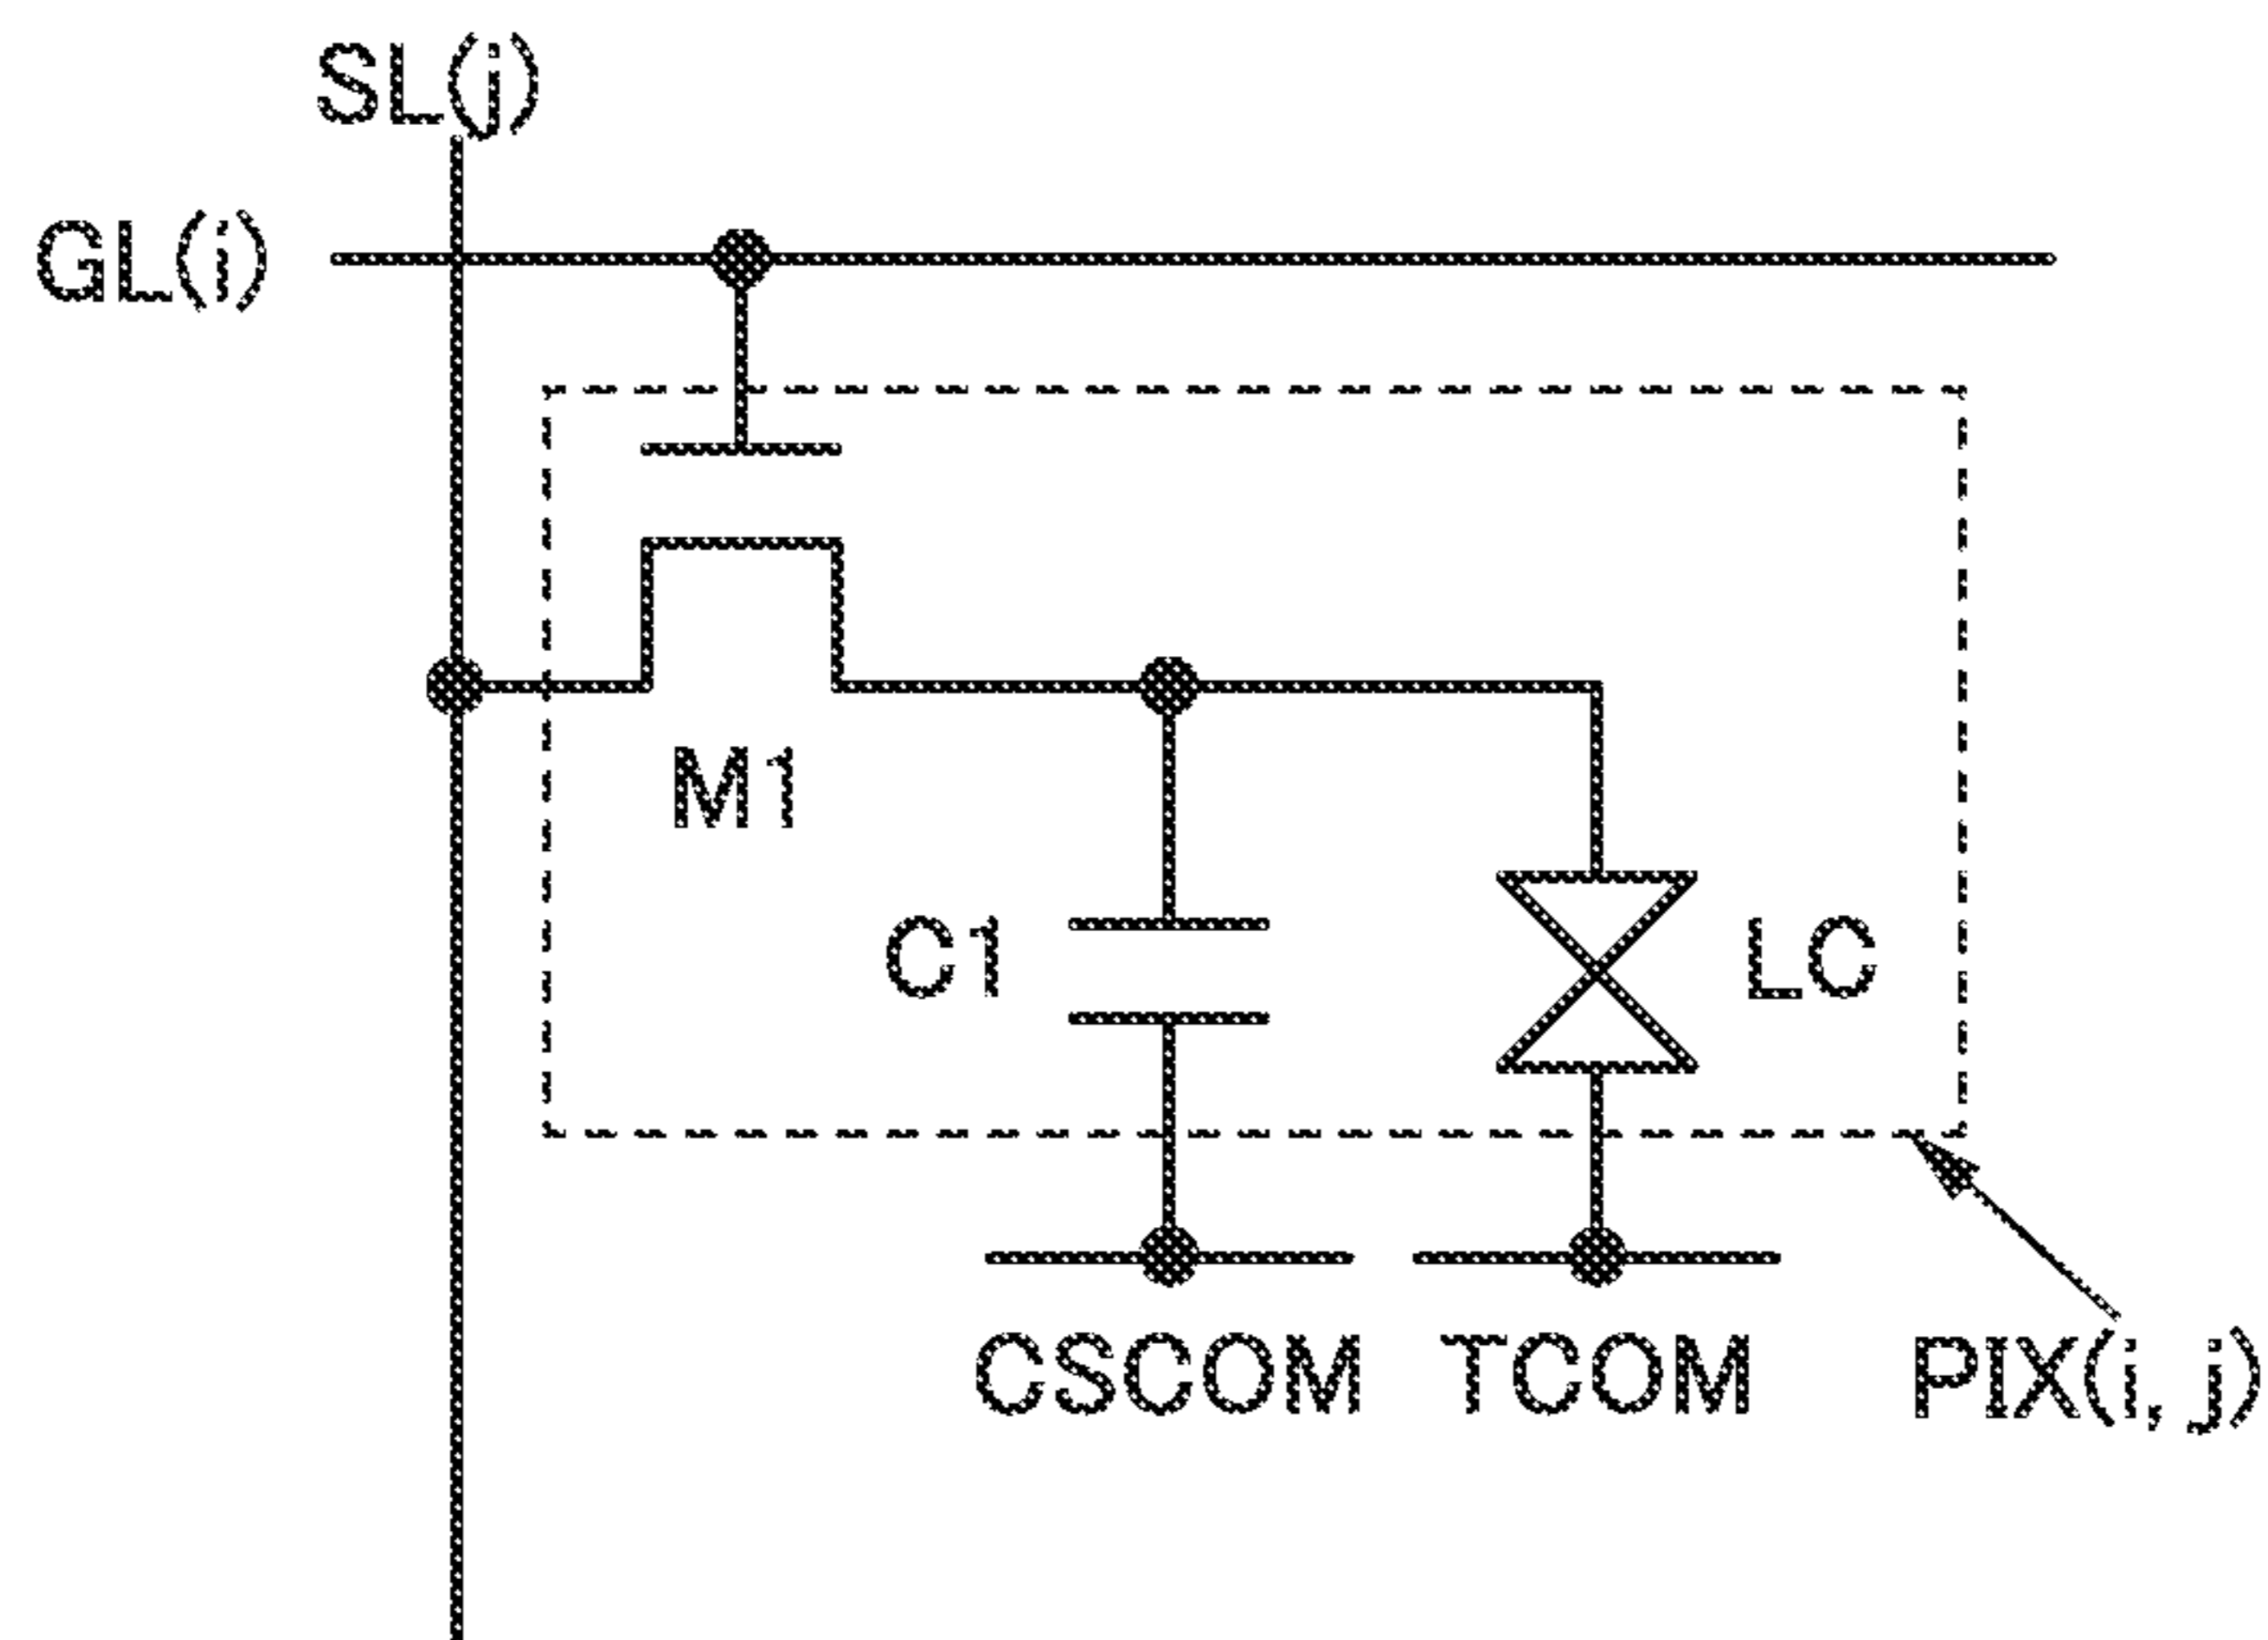 SL(j)
GL(i)
M1
C1
LC
CSCOM
TCOM
PIX(i, j)